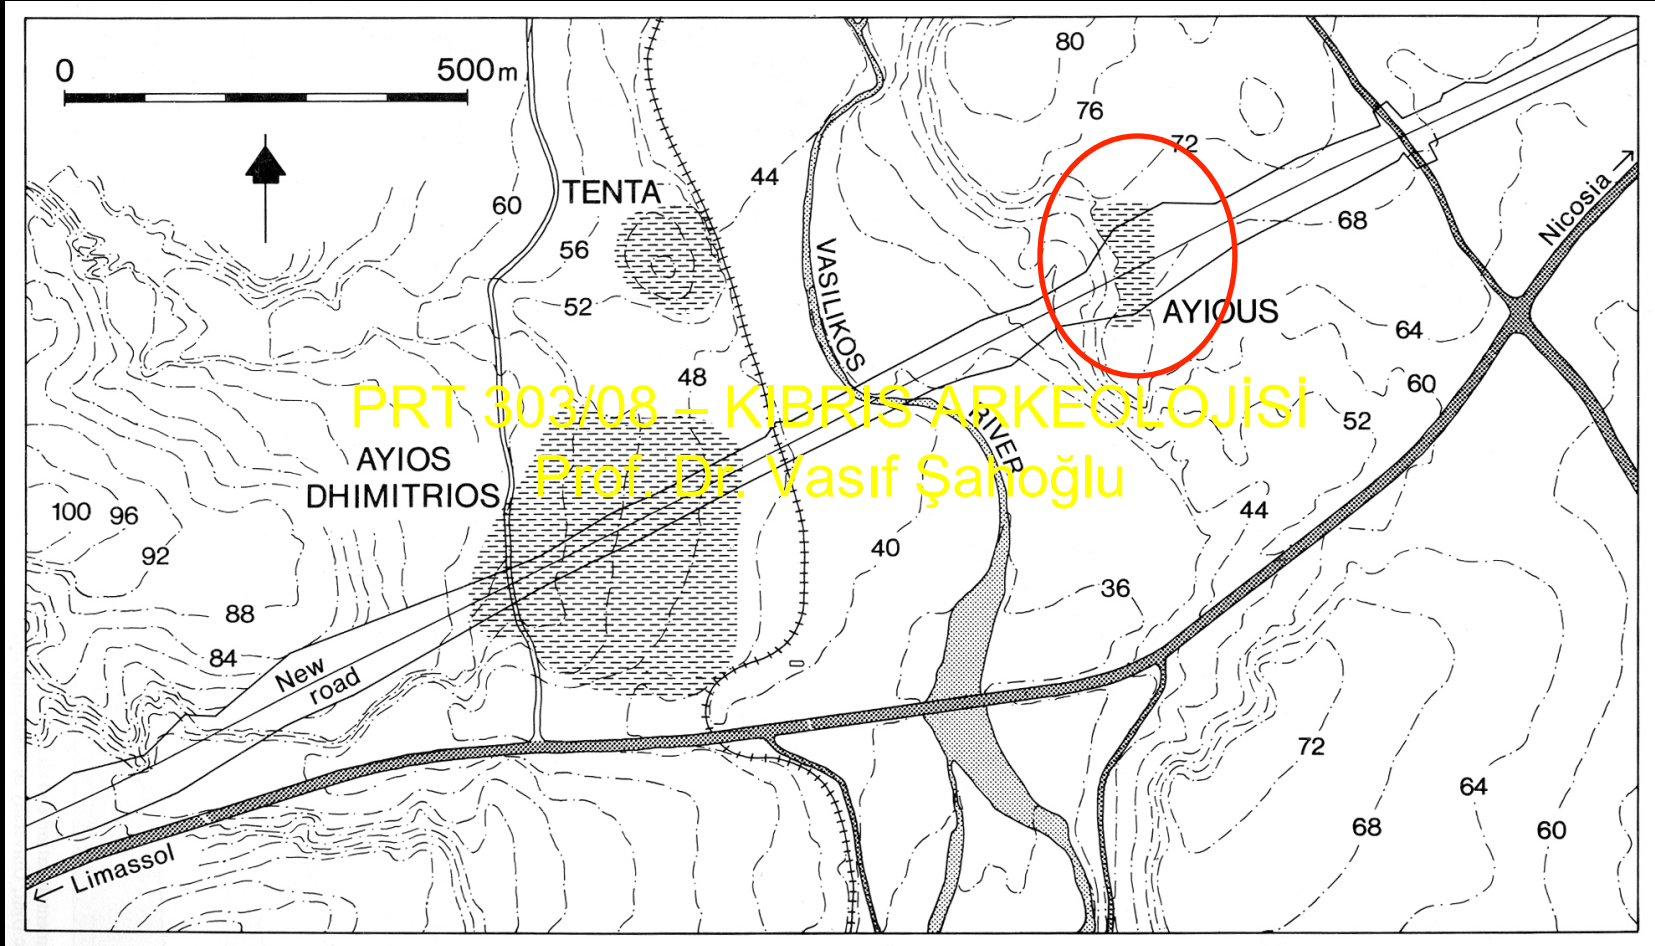 0 500m
80
76
72
TENTA
44
60
68
Nicosia
56
VASILIKOS
52
AYIOUS
64
48
60
PRT 303/08 – KIBRIS ARKEOLOJİSİ
RIVER
52
AYIOS
DHIMITRIOS
Prof. Dr. Vasıf Şahoğlu
100 96
44
92
40
36
88
84
New
road
72
64
68
60
Limassol